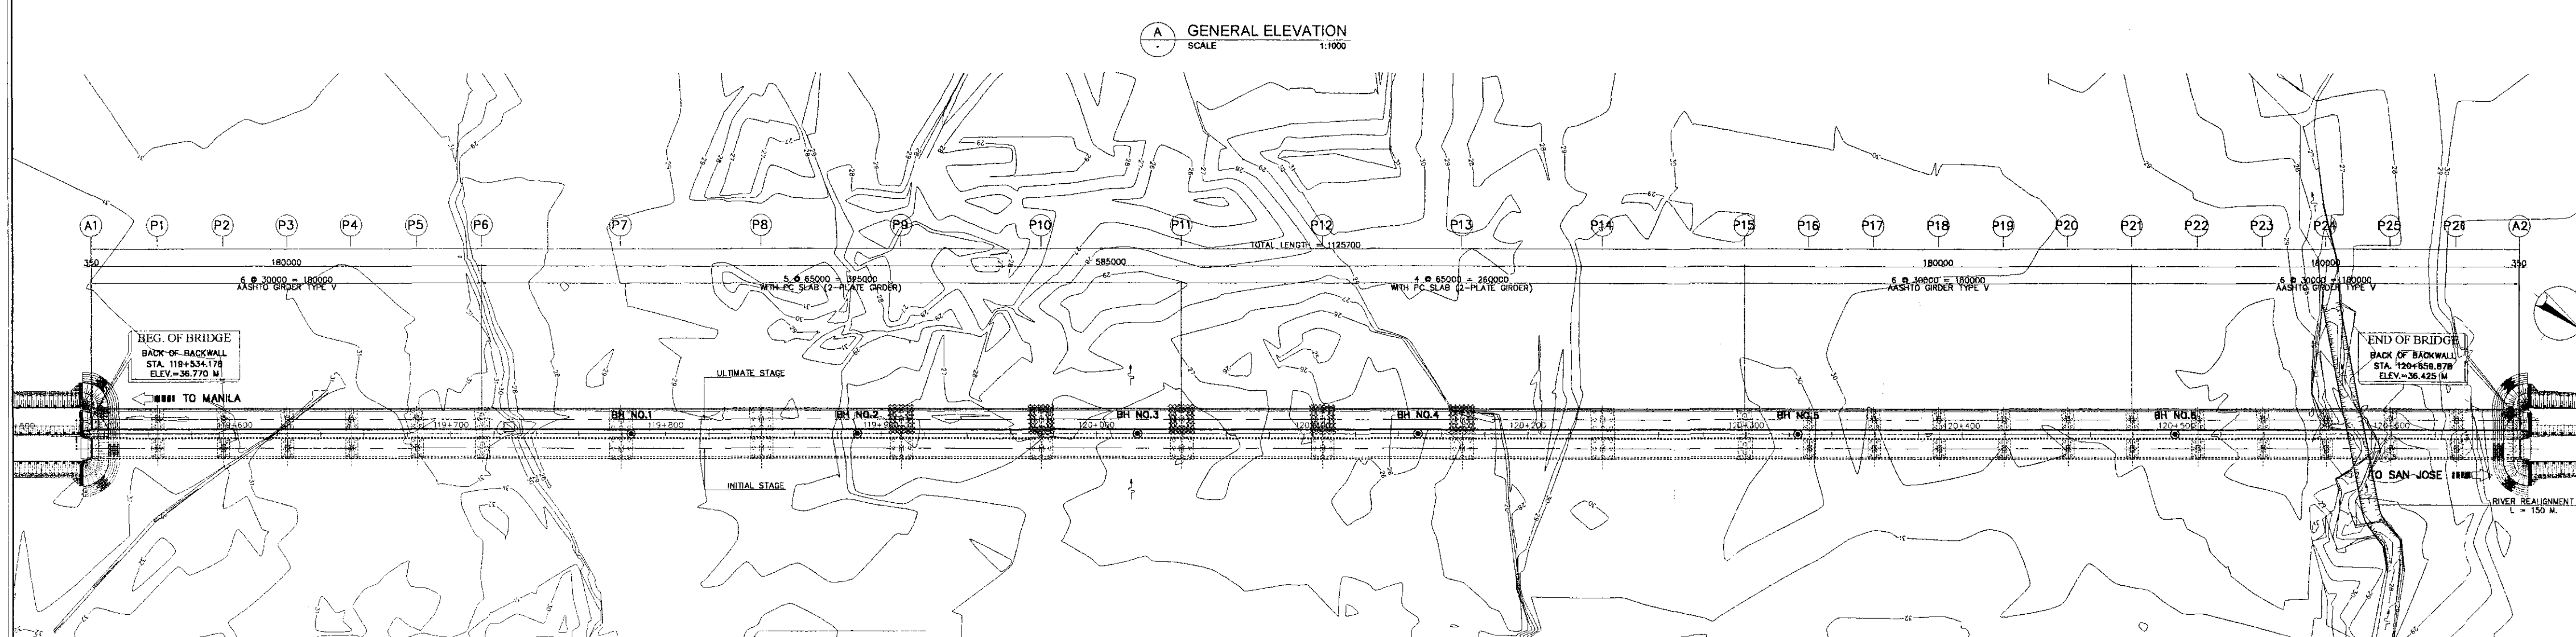 A
GENERAL ELEVATION
SCALE 1:1000
A1 P1 P2 P3 P4 P5 P6 P7 P8 P9 P10 P11 P12 P13 P14 P15 P16 P17 P18 P19 P20 P21 P22 P23 P24 P25 P26 A2
TOTAL LENGTH = 1125700
350 180000 585000 180000 180000 350
6 @ 30000 = 180000
AASHTO GIRDER TYPE V
5 @ 65000 = 325000
WITH PC SLAB (2-PLATE GIRDER)
4 @ 65000 = 260000
WITH PC SLAB (2-PLATE GIRDER)
6 @ 30000 = 180000
AASHTO GIRDER TYPE V
6 @ 30000 = 180000
AASHTO GIRDER TYPE V
BEG. OF BRIDGE
BACK OF BACKWALL
STA. 119+534.178
ELEV.=36.770 M
END OF BRIDGE
BACK OF BACKWALL
STA. 120+659.878
ELEV.=36.425 M
TO MANILA
ULTIMATE STAGE
BH NO.1 BH NO.2 BH NO.3 BH NO.4 BH NO.5 BH NO.6
119+700 119+800 120+000 120+200 120+300 120+400 120+500
INITIAL STAGE
TO SAN JOSE
RIVER REALIGNMENT
L = 150 M.